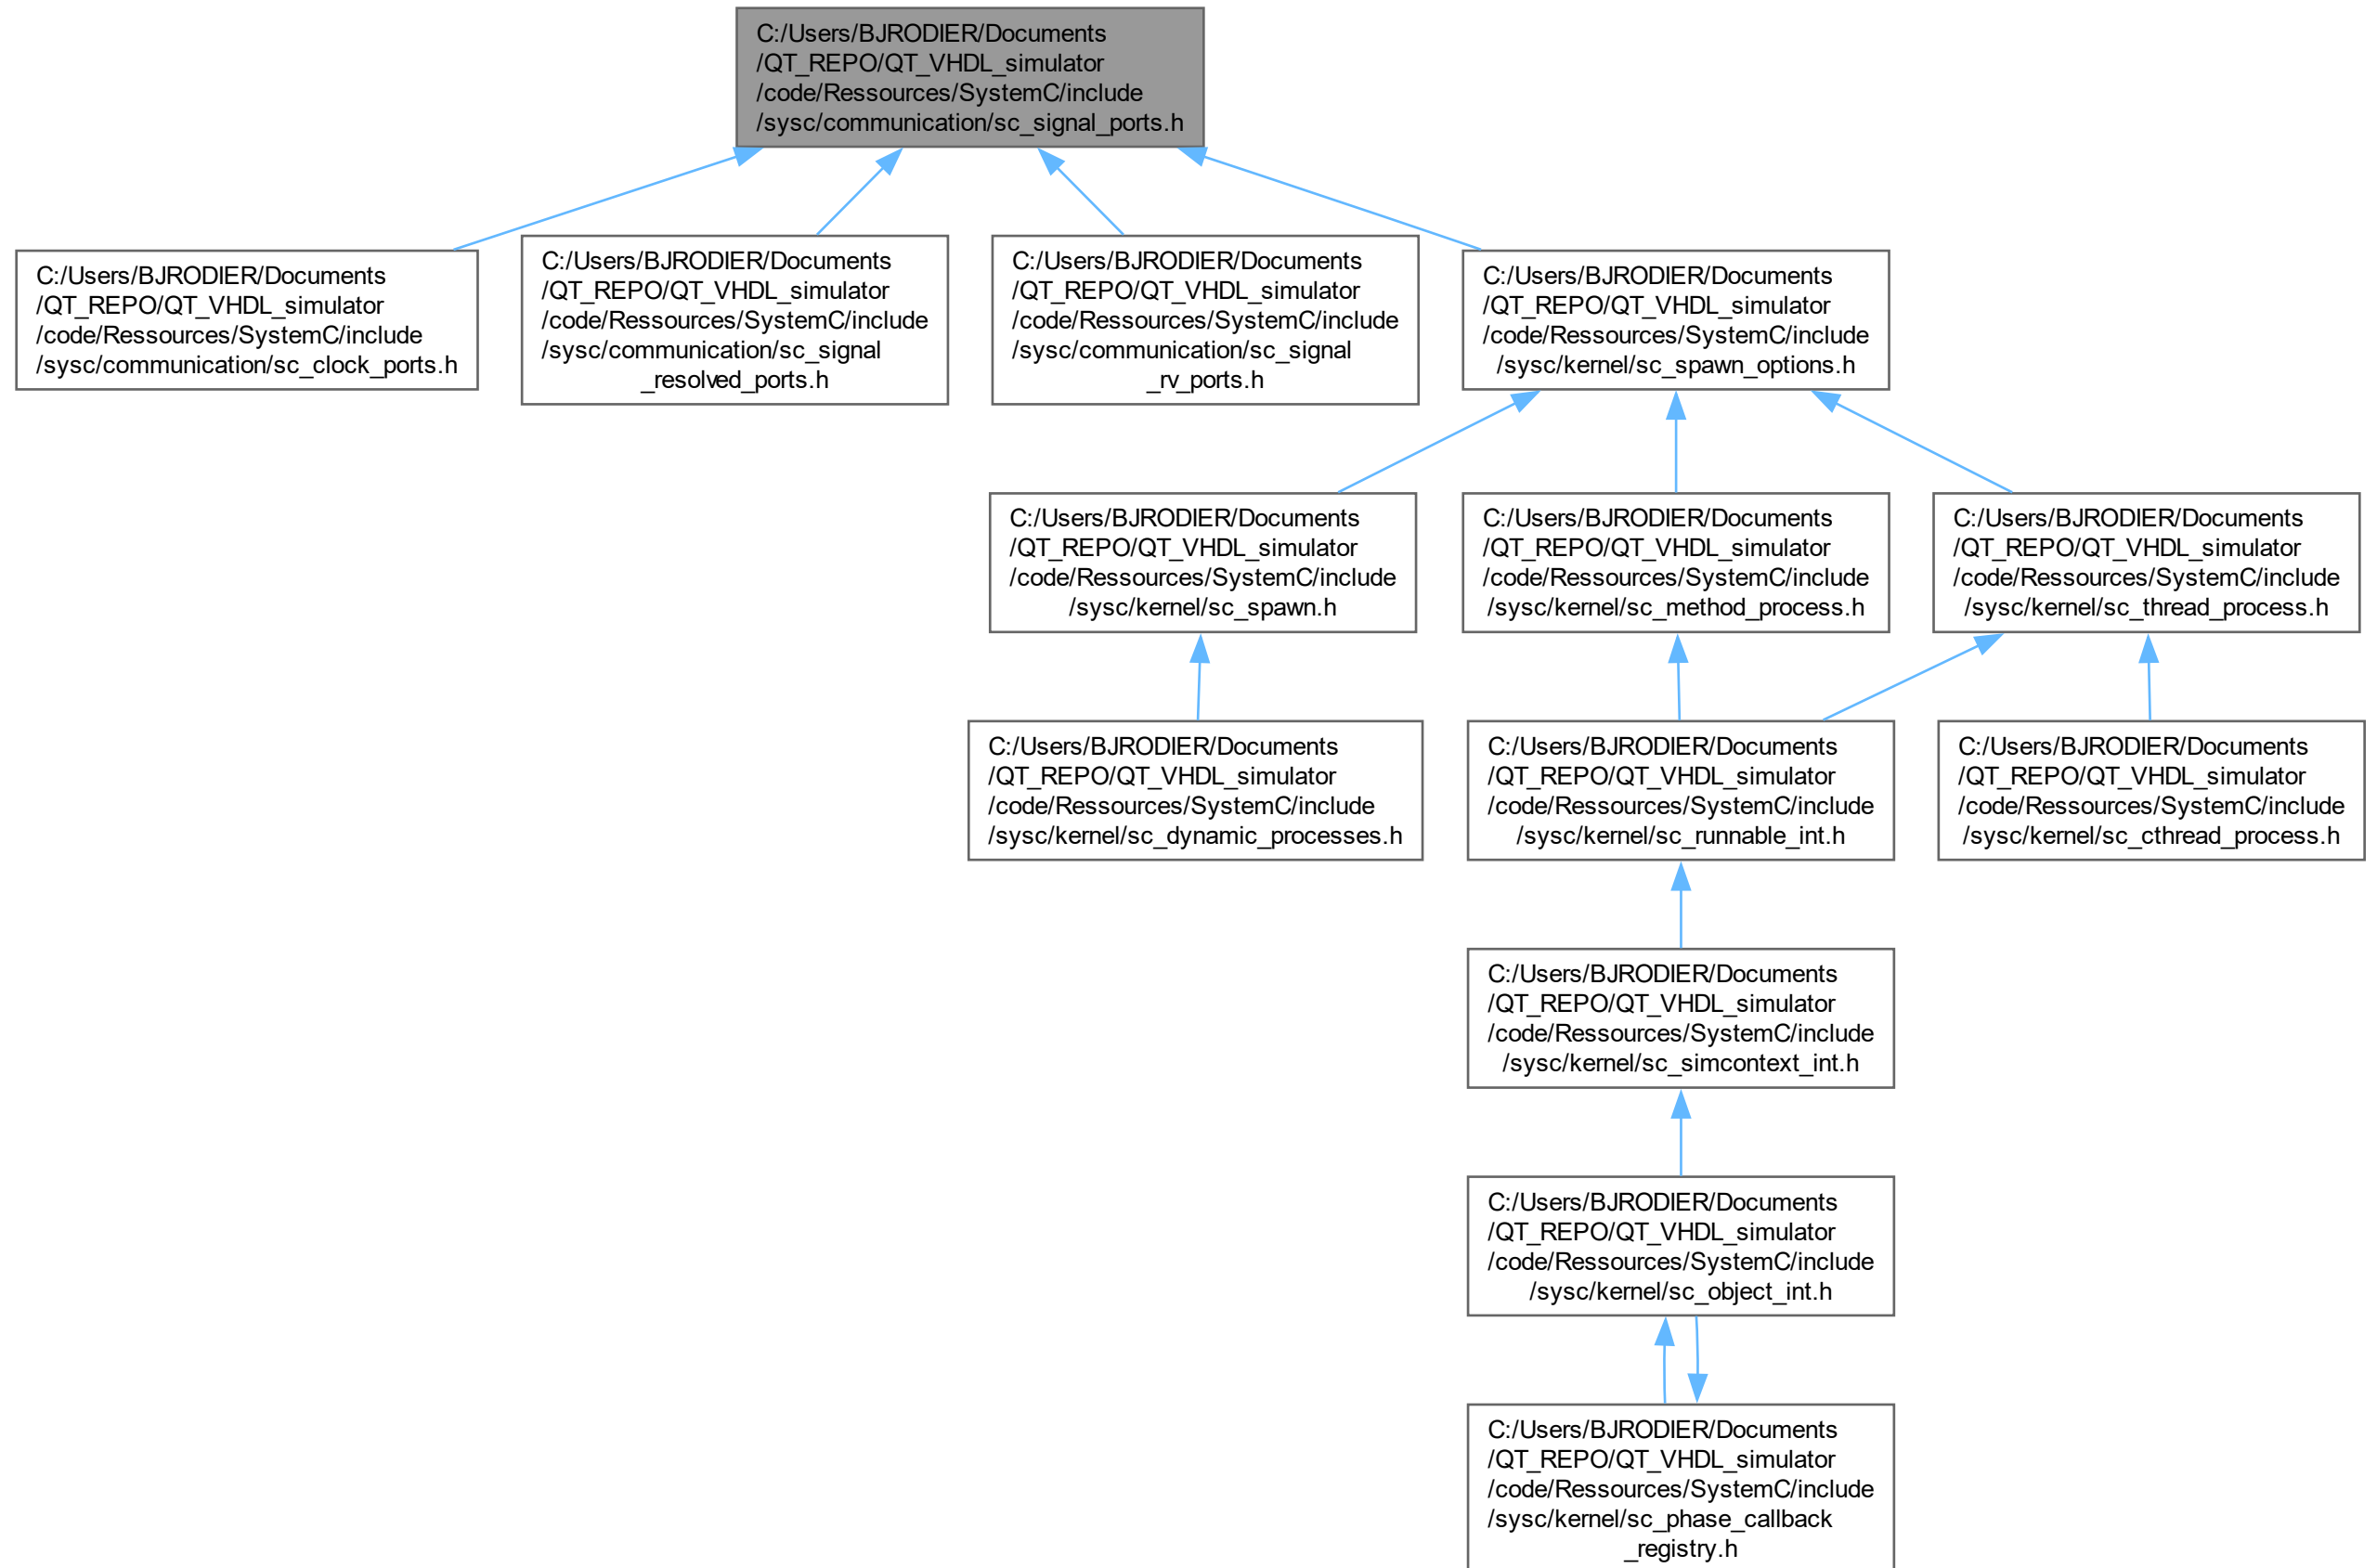 C:/Users/BJRODIER/Documents
/QT_REPO/QT_VHDL_simulator
/code/Ressources/SystemC/include
/sysc/communication/sc_signal_ports.h
C:/Users/BJRODIER/Documents
/QT_REPO/QT_VHDL_simulator
/code/Ressources/SystemC/include
/sysc/communication/sc_clock_ports.h
C:/Users/BJRODIER/Documents
/QT_REPO/QT_VHDL_simulator
/code/Ressources/SystemC/include
/sysc/communication/sc_signal
_resolved_ports.h
C:/Users/BJRODIER/Documents
/QT_REPO/QT_VHDL_simulator
/code/Ressources/SystemC/include
/sysc/communication/sc_signal
_rv_ports.h
C:/Users/BJRODIER/Documents
/QT_REPO/QT_VHDL_simulator
/code/Ressources/SystemC/include
/sysc/kernel/sc_spawn_options.h
C:/Users/BJRODIER/Documents
/QT_REPO/QT_VHDL_simulator
/code/Ressources/SystemC/include
/sysc/kernel/sc_spawn.h
C:/Users/BJRODIER/Documents
/QT_REPO/QT_VHDL_simulator
/code/Ressources/SystemC/include
/sysc/kernel/sc_method_process.h
C:/Users/BJRODIER/Documents
/QT_REPO/QT_VHDL_simulator
/code/Ressources/SystemC/include
/sysc/kernel/sc_thread_process.h
C:/Users/BJRODIER/Documents
/QT_REPO/QT_VHDL_simulator
/code/Ressources/SystemC/include
/sysc/kernel/sc_dynamic_processes.h
C:/Users/BJRODIER/Documents
/QT_REPO/QT_VHDL_simulator
/code/Ressources/SystemC/include
/sysc/kernel/sc_runnable_int.h
C:/Users/BJRODIER/Documents
/QT_REPO/QT_VHDL_simulator
/code/Ressources/SystemC/include
/sysc/kernel/sc_cthread_process.h
C:/Users/BJRODIER/Documents
/QT_REPO/QT_VHDL_simulator
/code/Ressources/SystemC/include
/sysc/kernel/sc_simcontext_int.h
C:/Users/BJRODIER/Documents
/QT_REPO/QT_VHDL_simulator
/code/Ressources/SystemC/include
/sysc/kernel/sc_object_int.h
C:/Users/BJRODIER/Documents
/QT_REPO/QT_VHDL_simulator
/code/Ressources/SystemC/include
/sysc/kernel/sc_phase_callback
_registry.h